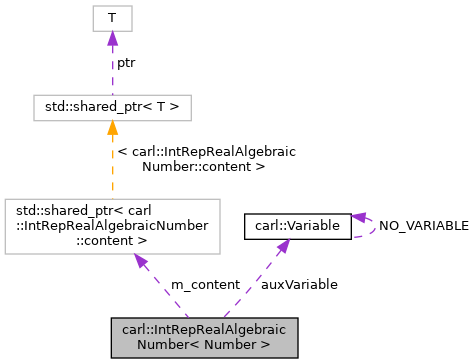 T
ptr
std::shared_ptr< T >
< carl::IntRepRealAlgebraic
Number::content >
std::shared_ptr< carl
::IntRepRealAlgebraicNumber
::content >
carl::Variable
NO_VARIABLE
m_content
auxVariable
carl::IntRepRealAlgebraic
Number< Number >